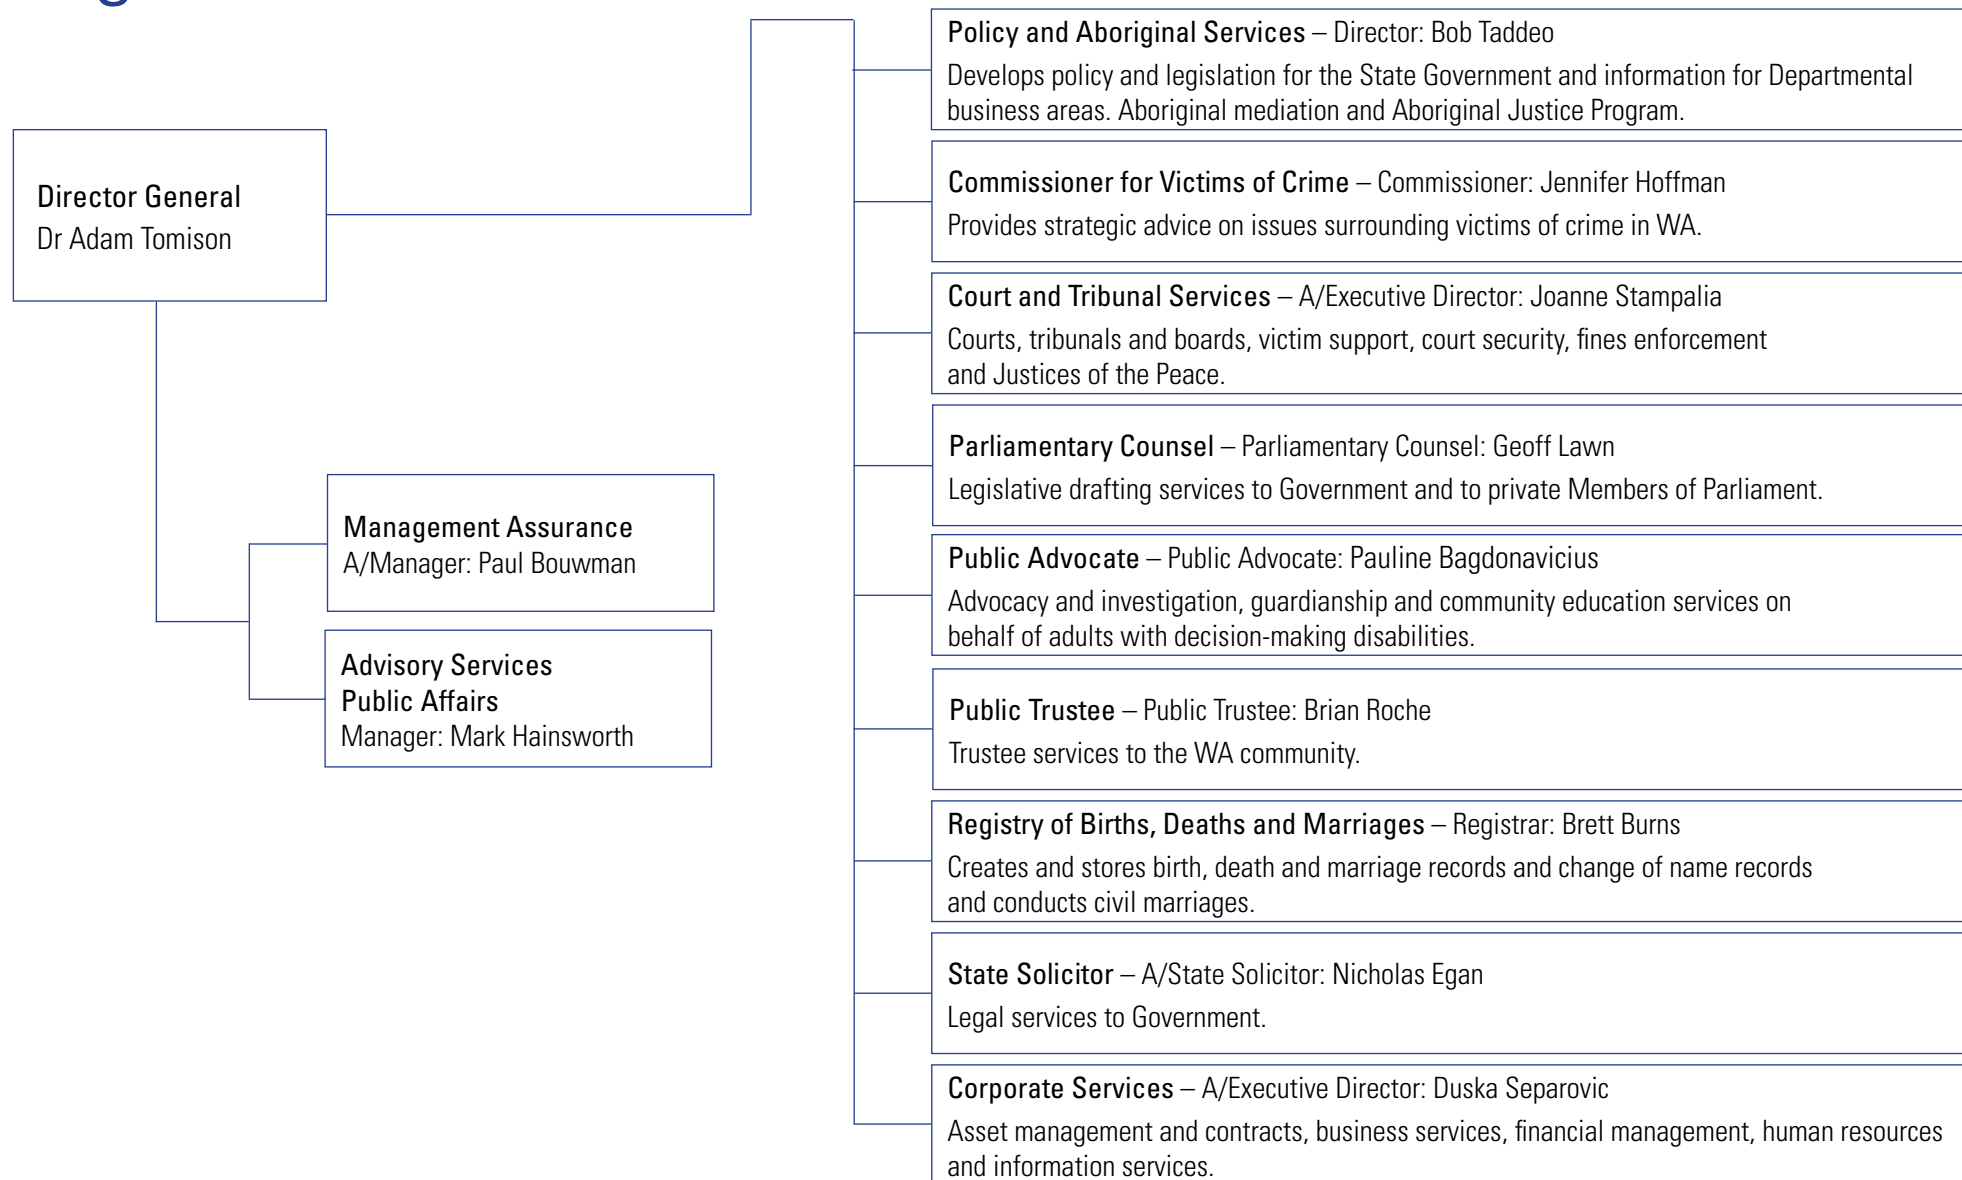 Director General
Dr Adam Tomison
Management Assurance
A/Manager: Paul Bouwman
Advisory Services
Public Affairs
Manager: Mark Hainsworth
Policy and Aboriginal Services – Director: Bob Taddeo
Develops policy and legislation for the State Government and information for Departmental
business areas. Aboriginal mediation and Aboriginal Justice Program.
Commissioner for Victims of Crime – Commissioner: Jennifer Hoffman
Provides strategic advice on issues surrounding victims of crime in WA.
Court and Tribunal Services – A/Executive Director: Joanne Stampalia
Courts, tribunals and boards, victim support, court security, fines enforcement
and Justices of the Peace.
Parliamentary Counsel – Parliamentary Counsel: Geoff Lawn
Legislative drafting services to Government and to private Members of Parliament.
Public Advocate – Public Advocate: Pauline Bagdonavicius
Advocacy and investigation, guardianship and community education services on
behalf of adults with decision-making disabilities.
Public Trustee – Public Trustee: Brian Roche
Trustee services to the WA community.
Registry of Births, Deaths and Marriages – Registrar: Brett Burns
Creates and stores birth, death and marriage records and change of name records
and conducts civil marriages.
State Solicitor – A/State Solicitor: Nicholas Egan
Legal services to Government.
Corporate Services – A/Executive Director: Duska Separovic
Asset management and contracts, business services, financial management, human resources
and information services.